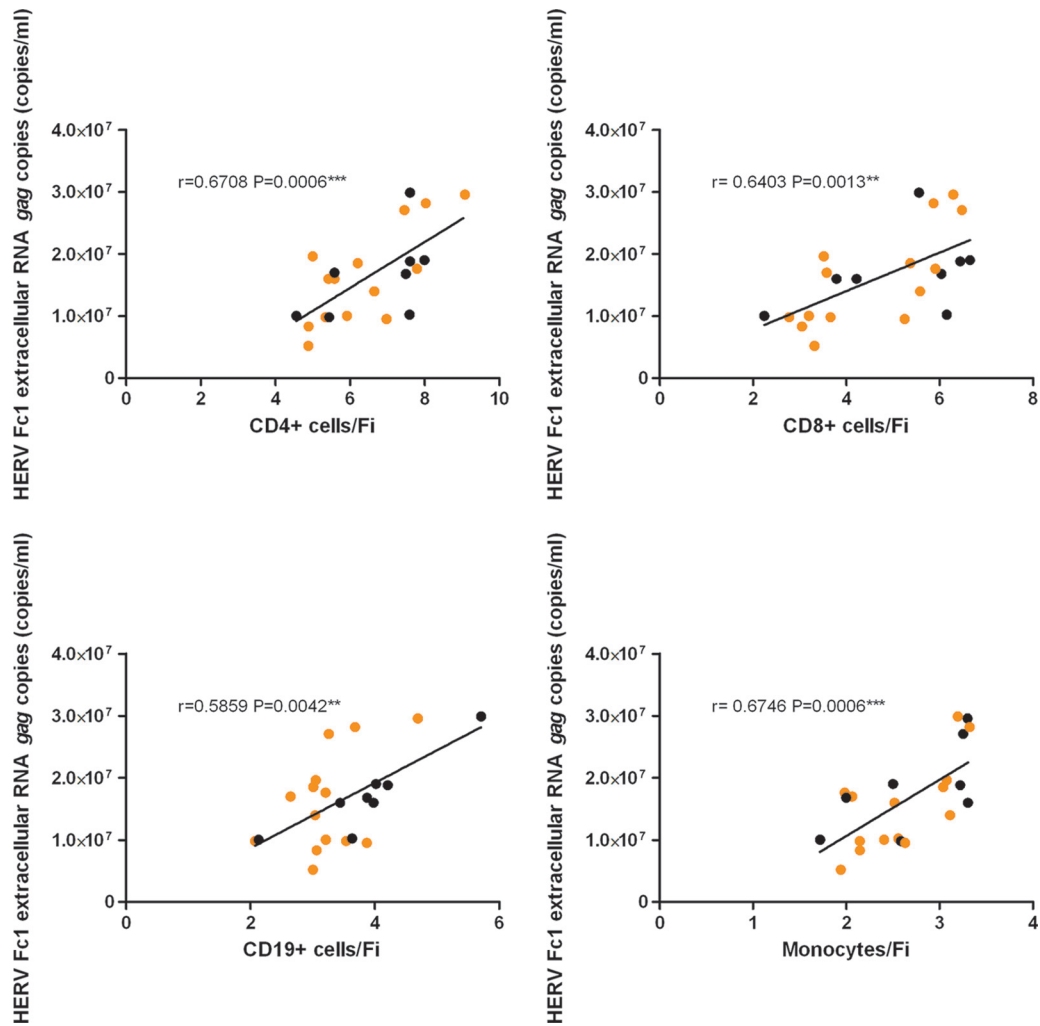 HERV Fc1 extracellular RNA gag copies (copies/ml)
4.0×10⁷
3.0×10⁷
2.0×10⁷
1.0×10⁷
0
r=0.6708 P=0.0006***
0 2 4 6 8 10
CD4+ cells/Fi
HERV Fc1 extracellular RNA gag copies (copies/ml)
4.0×10⁷
3.0×10⁷
2.0×10⁷
1.0×10⁷
0
r= 0.6403 P=0.0013**
0 2 4 6 8
CD8+ cells/Fi
HERV Fc1 extracellular RNA gag copies (copies/ml)
4.0×10⁷
3.0×10⁷
2.0×10⁷
1.0×10⁷
0
r=0.5859 P=0.0042**
0 2 4 6
CD19+ cells/Fi
HERV Fc1 extracellular RNA gag copies (copies/ml)
4.0×10⁷
3.0×10⁷
2.0×10⁷
1.0×10⁷
0
r= 0.6746 P=0.0006***
0 1 2 3 4
Monocytes/Fi